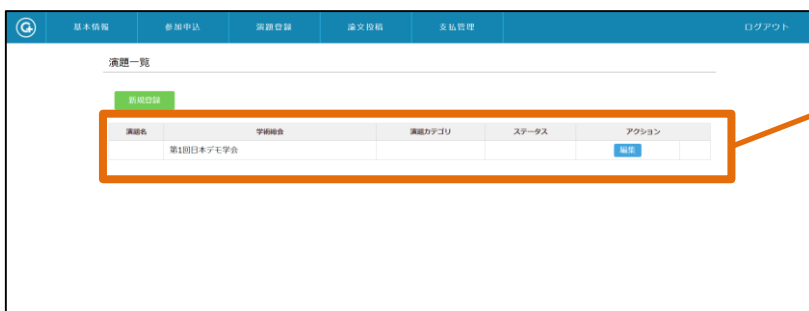 基本情報 参加申込 演題登録 論文投稿 支払管理 ログアウト
演題一覧
新規登録
演題名 学術総会 演題カテゴリ ステータス アクション
第1回日本デモ学会 編集